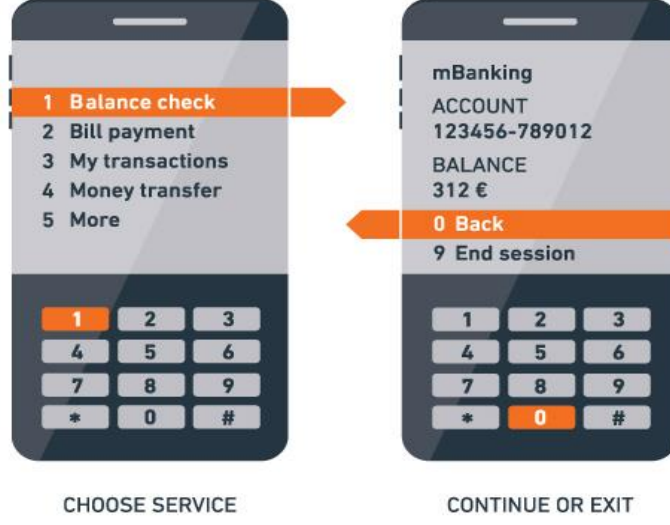 1 Balance check
2 Bill payment
3 My transactions
4 Money transfer
5 More
1 2 3
4 5 6
7 8 9
* 0 #
CHOOSE SERVICE
mBanking
ACCOUNT
123456-789012
BALANCE
312 €
0 Back
9 End session
1 2 3
4 5 6
7 8 9
* 0 #
CONTINUE OR EXIT